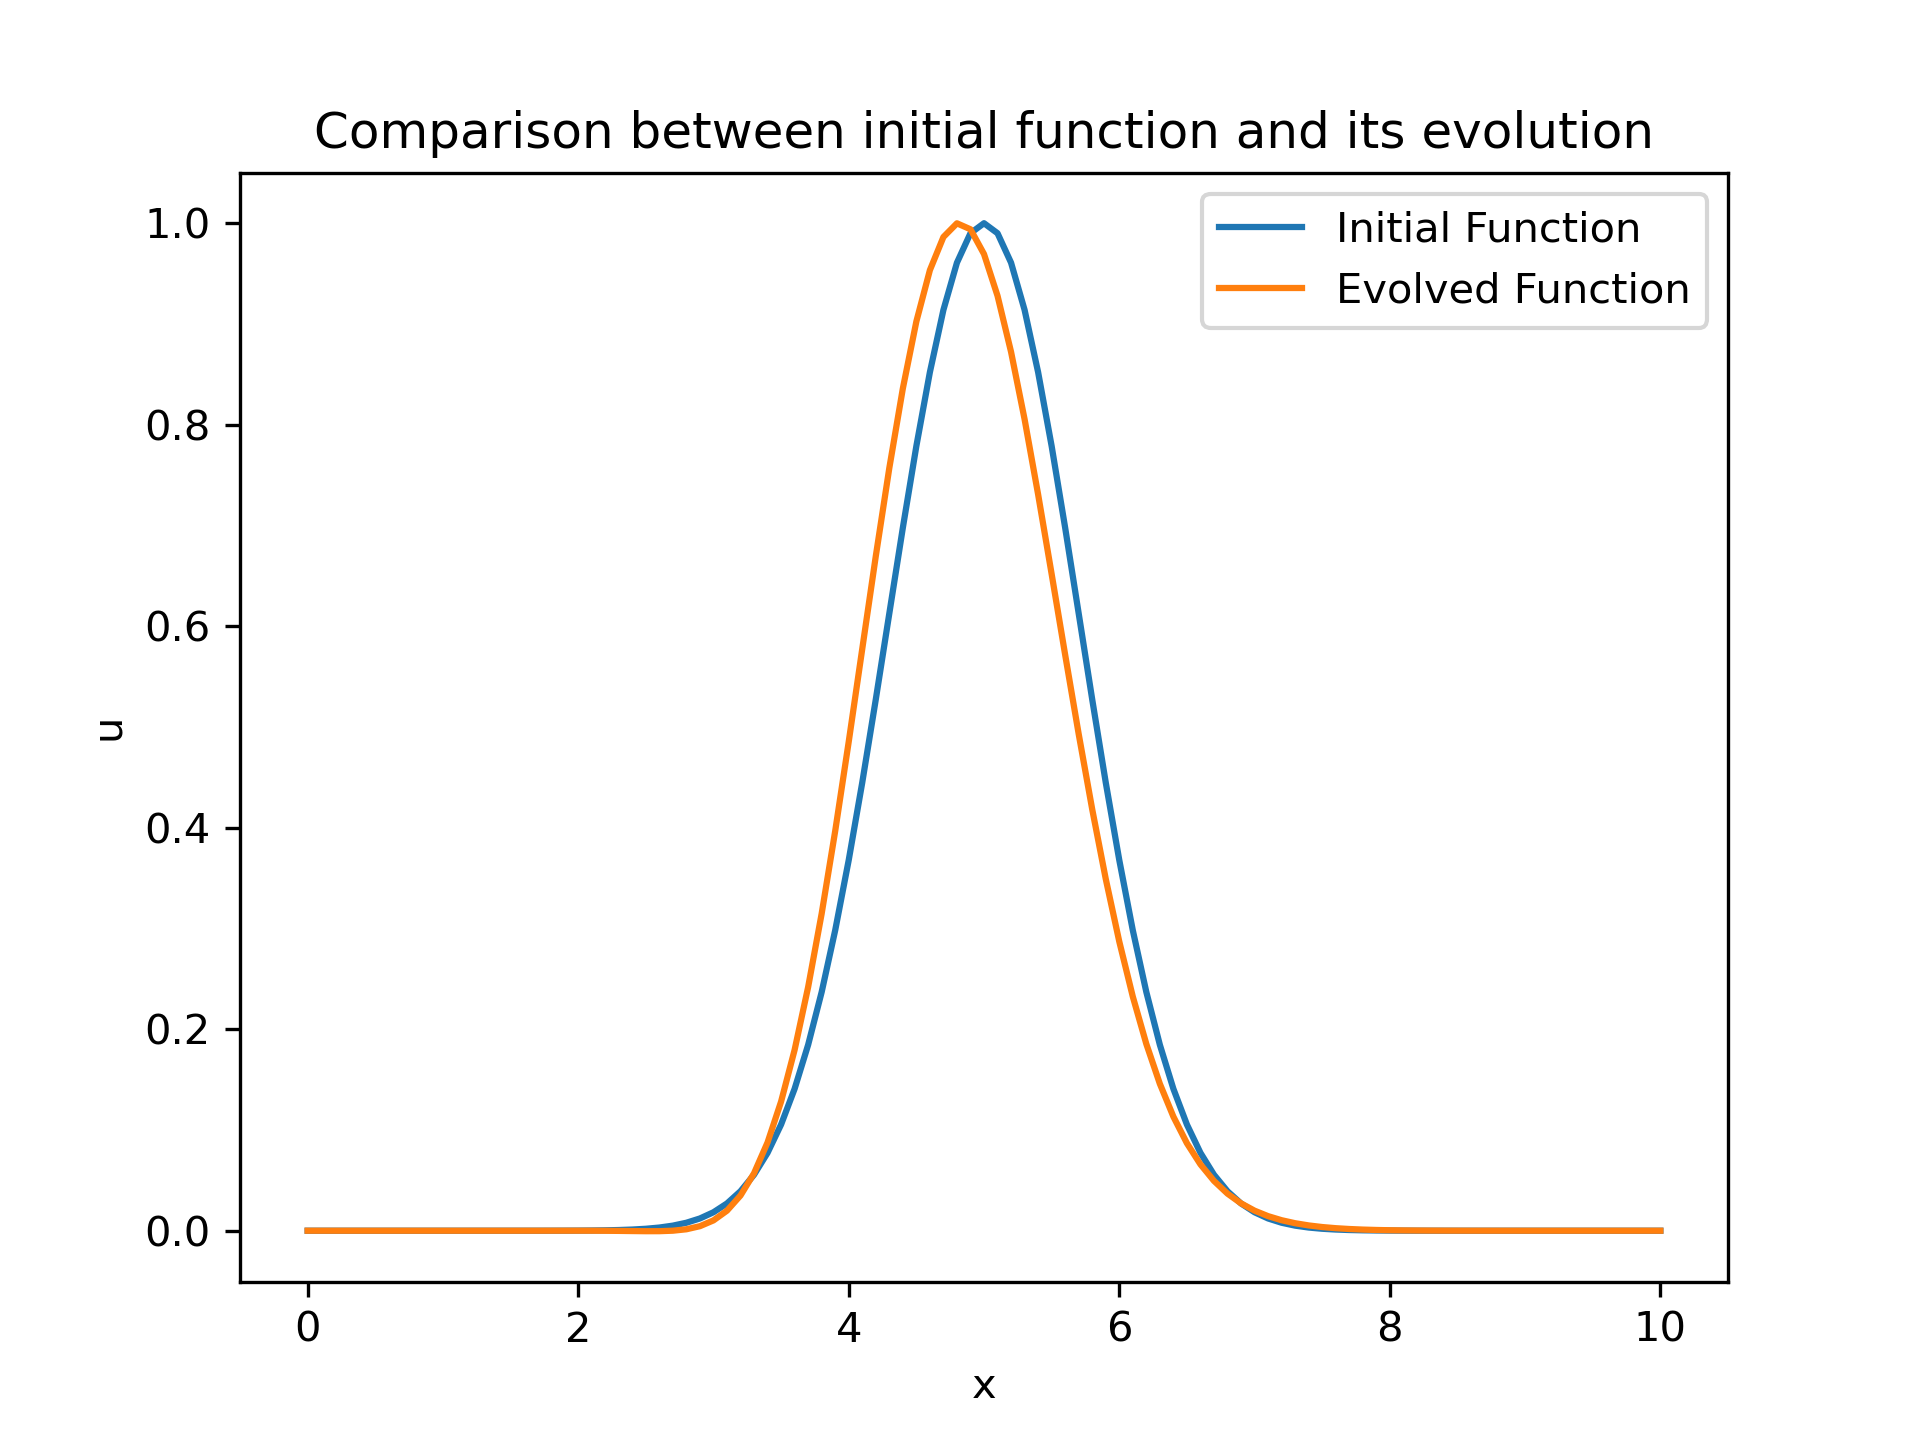 Comparison between initial function and its evolution
Initial Function
Evolved Function
1.0
0.8
0.6
0.4
0.2
0.0
u
0 2 4 6 8 10
x